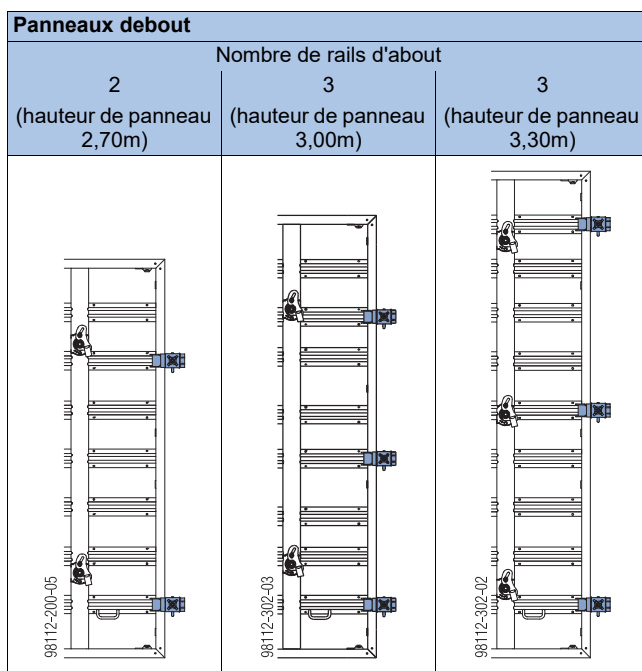 Panneaux debout
Nombre de rails d'about
2
(hauteur de panneau
2,70m)
3
(hauteur de panneau
3,00m)
3
(hauteur de panneau
3,30m)
98112-200-05
98112-302-03
98112-302-02